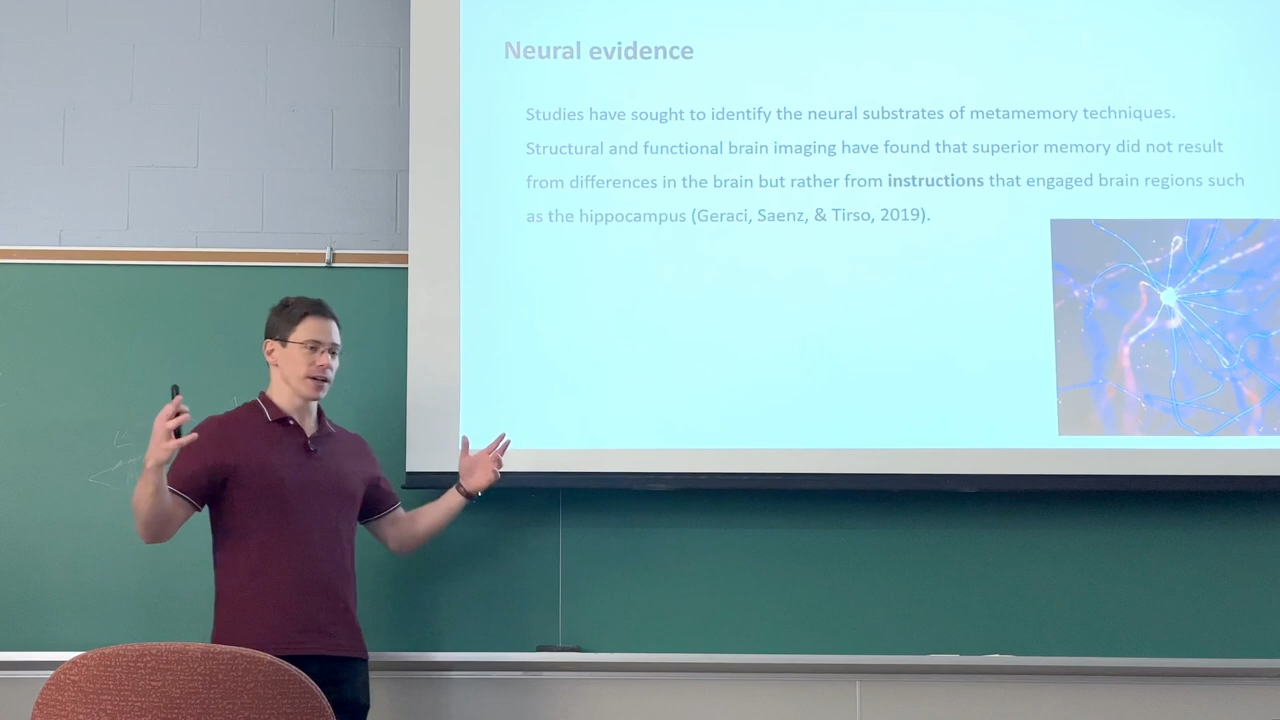 Neural evidence
Studies have sought to identify the neural substrates of metamemory techniques.
Structural and functional brain imaging have found that superior memory did not result
from differences in the brain but rather from instructions that engaged brain regions such
as the hippocampus (Geraci, Saenz, & Tirso, 2019).